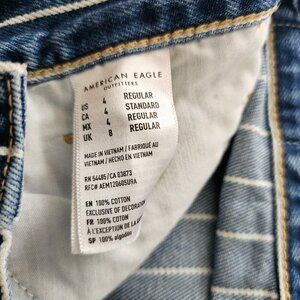 AMERICAN EAGLE
OUTFITTERS
US 4 REGULAR
CA 4 STANDARD
MX 4 REGULAR
UK 8 REGULAR
MADE IN VIETNAM / FABRIQUÉ AU
VIETNAM / HECHO EN VIETNAM
RN 54485/CA 03873
RFC# AEM120605U9A
EN 100% COTTON
EXCLUSIVE OF DECORATION
FR 100% COTON
À L'EXCEPTION DE LA
SP 100% algodón